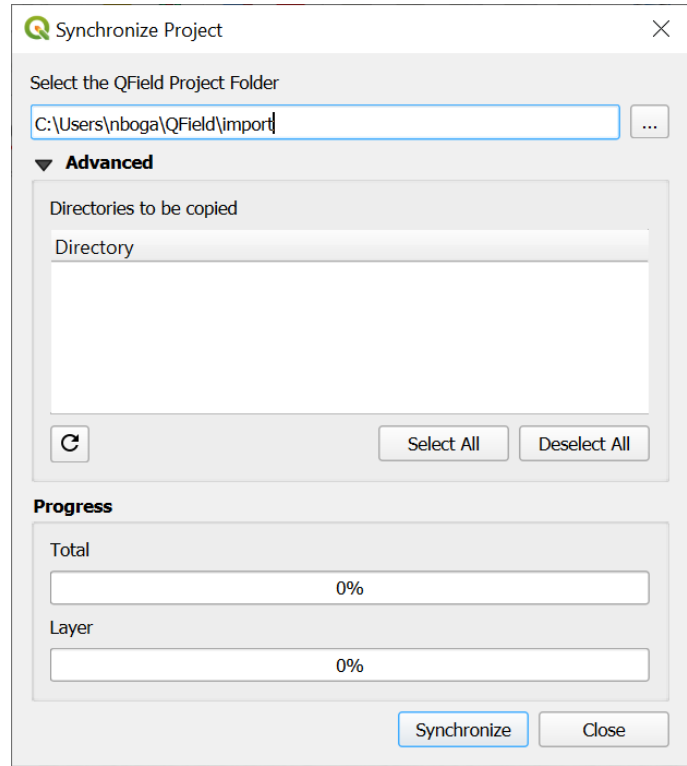 Synchronize Project
Select the QField Project Folder
C:\Users\nboga\QField\import
...
Advanced
Directories to be copied
Directory
Select All
Deselect All
Progress
Total
0%
Layer
0%
Synchronize
Close